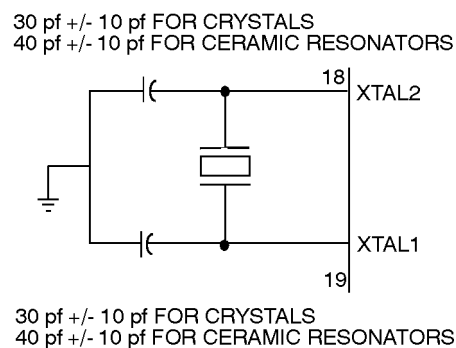 30 pf +/- 10 pf FOR CRYSTALS
40 pf +/- 10 pf FOR CERAMIC RESONATORS
18
XTAL2
XTAL1
19
30 pf +/- 10 pf FOR CRYSTALS
40 pf +/- 10 pf FOR CERAMIC RESONATORS